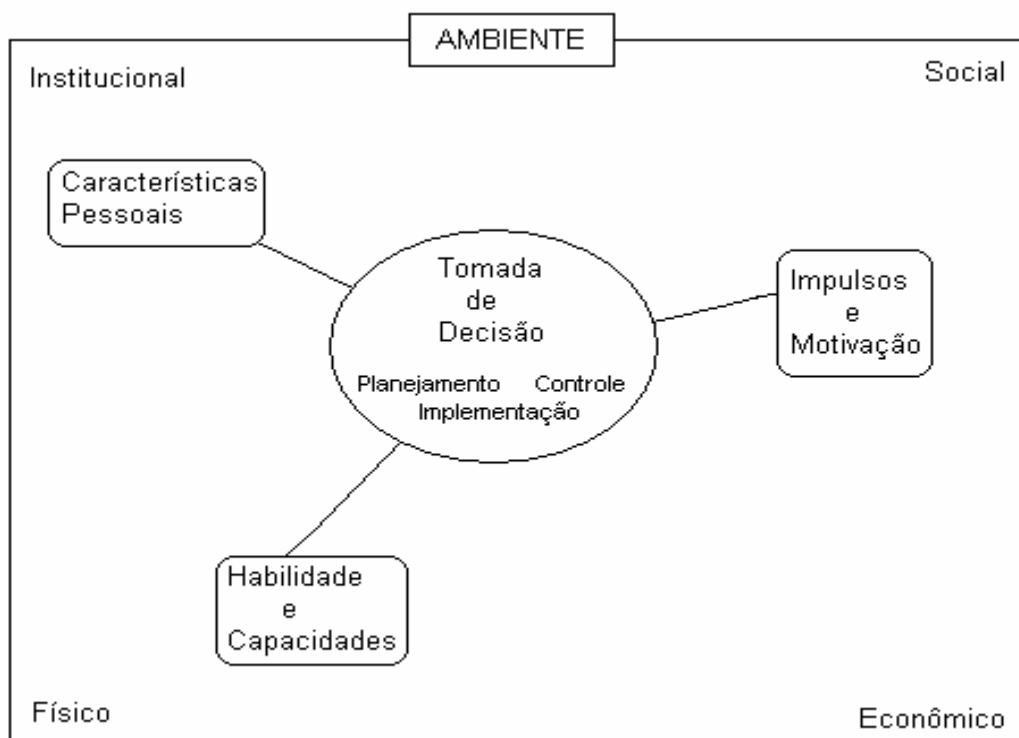 AMBIENTE
Institucional
Social
Características
Pessoais
Tomada
de
Decisão
Planejamento Controle
Implementação
Impulsos
e
Motivação
Habilidade
e
Capacidades
Físico
Econômico